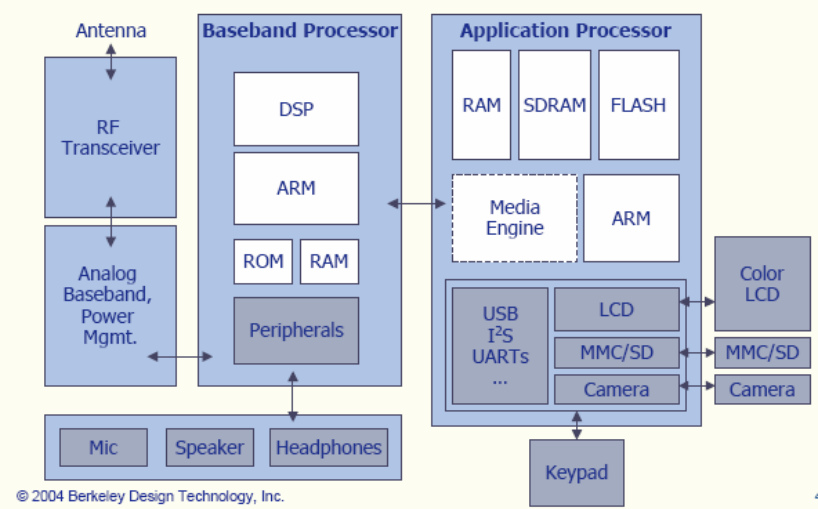 Antenna
RF
Transceiver
Analog
Baseband,
Power
Mgmt.
Baseband Processor
DSP
ARM
ROM
RAM
Peripherals
Mic
Speaker
Headphones
Application Processor
RAM
SDRAM
FLASH
Media
Engine
ARM
USB
I²S
UARTs
...
LCD
MMC/SD
Camera
Color
LCD
MMC/SD
Camera
Keypad
© 2004 Berkeley Design Technology, Inc.